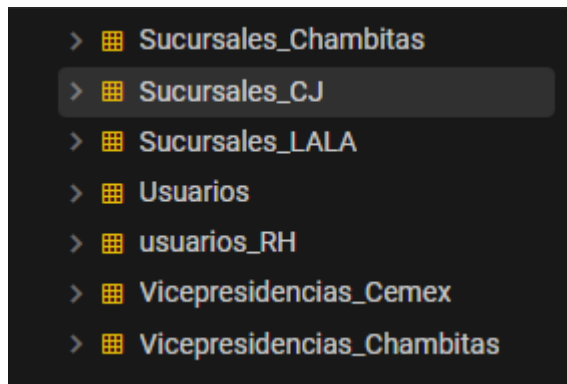 Sucursales_Chambitas
Sucursales_CJ
Sucursales_LALA
Usuarios
usuarios_RH
Vicepresidencias_Cemex
Vicepresidencias_Chambitas